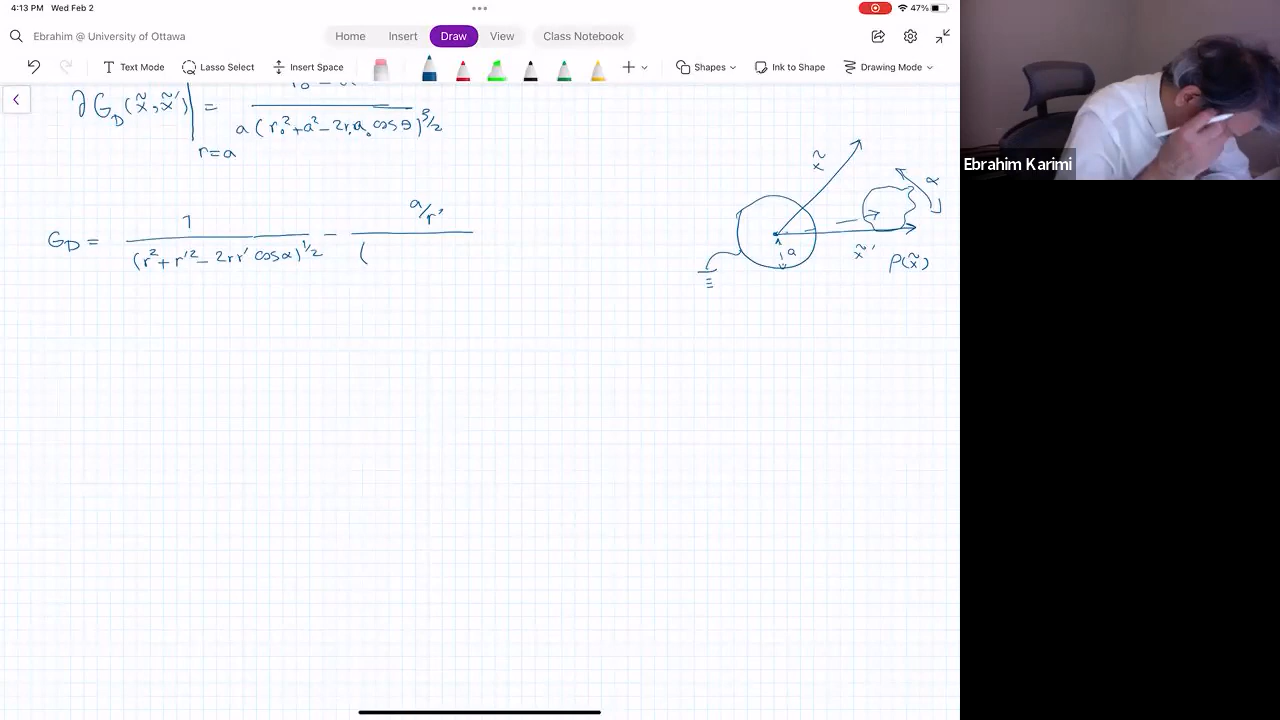 4:13 PM Wed Feb 2
47%
Ebrahim @ University of Ottawa
Home Insert Draw View Class Notebook
Text Mode Lasso Select Insert Space Shapes Ink to Shape Drawing Mode
∂G_D(x̃,x̃′)|_{r=a} = / a(r₀²+a²−2r₀a cosθ)^{3/2}
G_D = 1/(r²+r′²−2rr′ cosα)^{1/2} − (a/r′)/(
x̃
α
a
x̃′
ρ(x̃)
Ebrahim Karimi